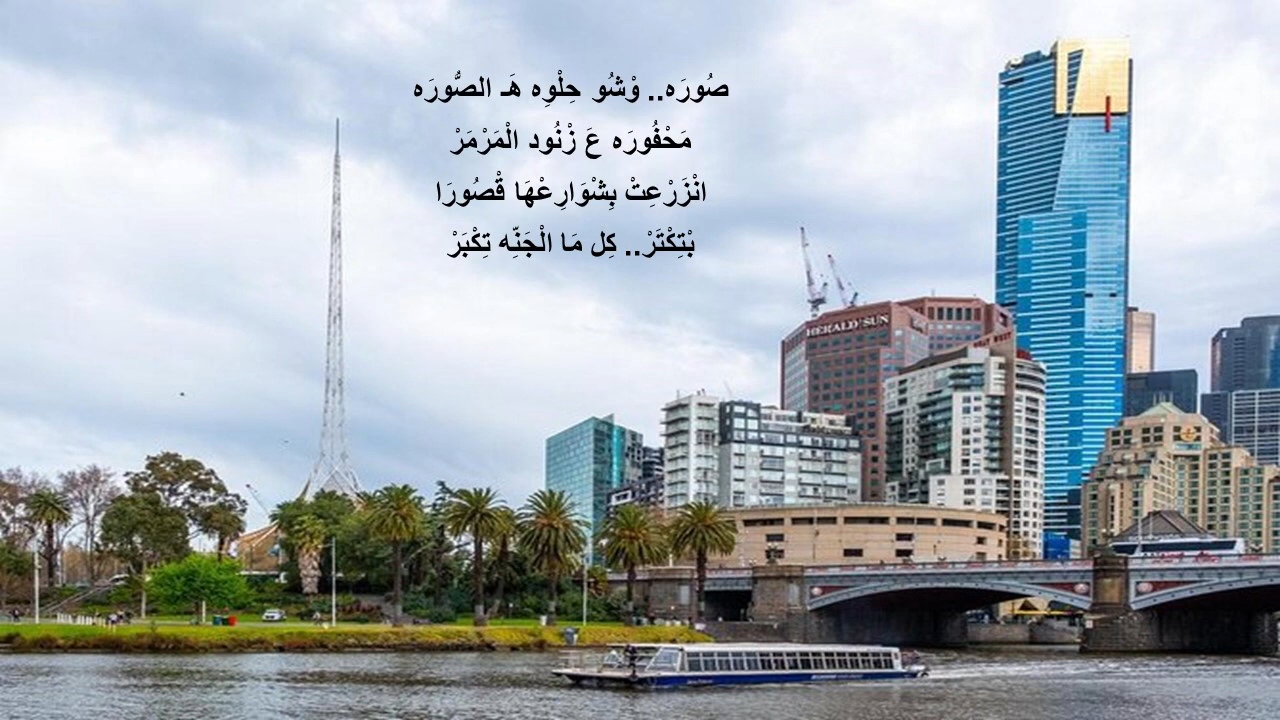 صُورَه.. وْشُو حِلْوِه هَـ الصُّورَه
مَحْفُورَه عَ زْنُود الْمَرْمَرْ
انْزَرْعِتْ بِشْوَارِعْهَا قْصُورَا
بْتِكْتَرْ.. كِل مَا الْجَنِّه تِكْبَرْ
HERALD SUN